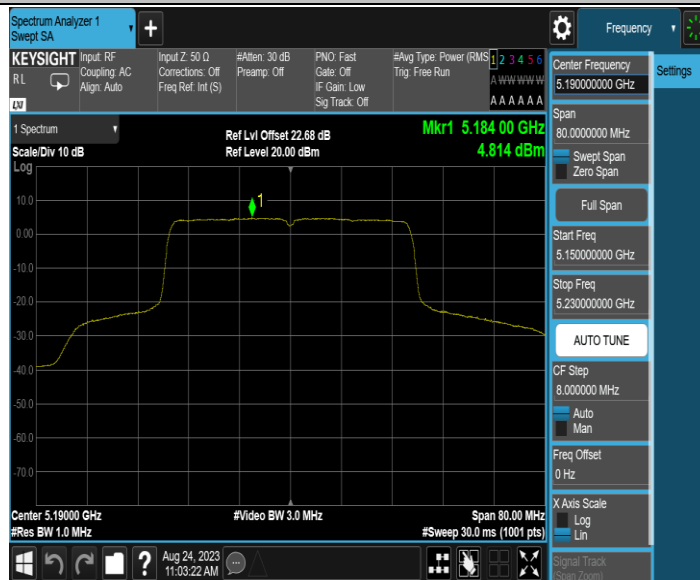 Spectrum Analyzer 1
Swept SA
+
Frequency
KEYSIGHT
RL
LXI
Input: RF
Coupling: AC
Align: Auto
Input Z: 50 Ω
Corrections: Off
Freq Ref: Int (S)
#Atten: 30 dB
Preamp: Off
PNO: Fast
Gate: Off
IF Gain: Low
Sig Track: Off
#Avg Type: Power (RMS
Trig: Free Run
1 2 3 4 5 6
A W W W W W
A A A A A A
1 Spectrum
Scale/Div 10 dB
Log
Ref Lvl Offset 22.68 dB
Ref Level 20.00 dBm
Mkr1 5.184 00 GHz
4.814 dBm
1
10.0
0.00
-10.0
-20.0
-30.0
-40.0
-50.0
-60.0
-70.0
Center 5.19000 GHz
#Res BW 1.0 MHz
#Video BW 3.0 MHz
Span 80.00 MHz
#Sweep 30.0 ms (1001 pts)
?
Aug 24, 2023
11:03:22 AM
Settings
Center Frequency
5.190000000 GHz
Span
80.0000000 MHz
Swept Span
Zero Span
Full Span
Start Freq
5.150000000 GHz
Stop Freq
5.230000000 GHz
AUTO TUNE
CF Step
8.000000 MHz
Auto
Man
Freq Offset
0 Hz
X Axis Scale
Log
Lin
Signal Track
(Span Zoom)